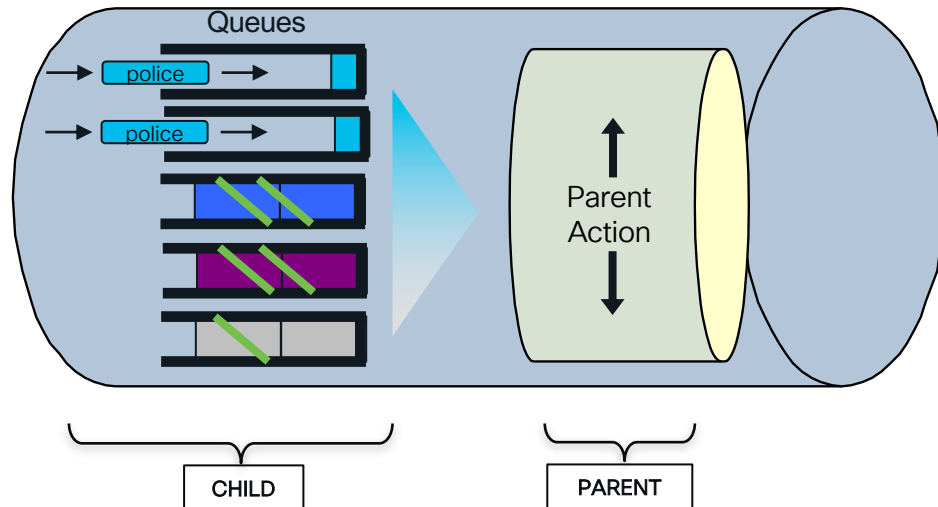 Queues
police
police
Parent
Action
CHILD
PARENT